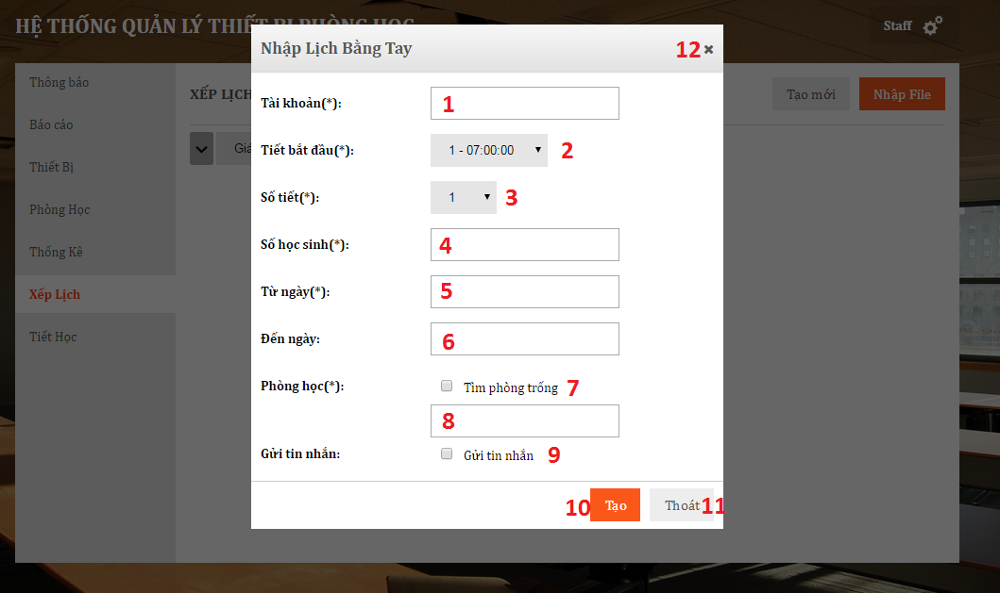 HỆ THỐNG QUẢN LÝ THIẾT BỊ PHÒNG HỌC
Staff
Nhập Lịch Bằng Tay 12
Thông báo
Báo cáo
Thiết Bị
Phòng Học
Thống Kê
Xếp Lịch
Tiết Học
XẾP LỊCH
Tạo mới
Nhập File
Tài khoản(*): 1
Tiết bắt đầu(*): 1 - 07:00:00 2
Số tiết(*): 1 3
Số học sinh(*): 4
Từ ngày(*): 5
Đến ngày: 6
Phòng học(*): Tìm phòng trống 7
8
Gửi tin nhắn: Gửi tin nhắn 9
10 Tạo Thoát 11